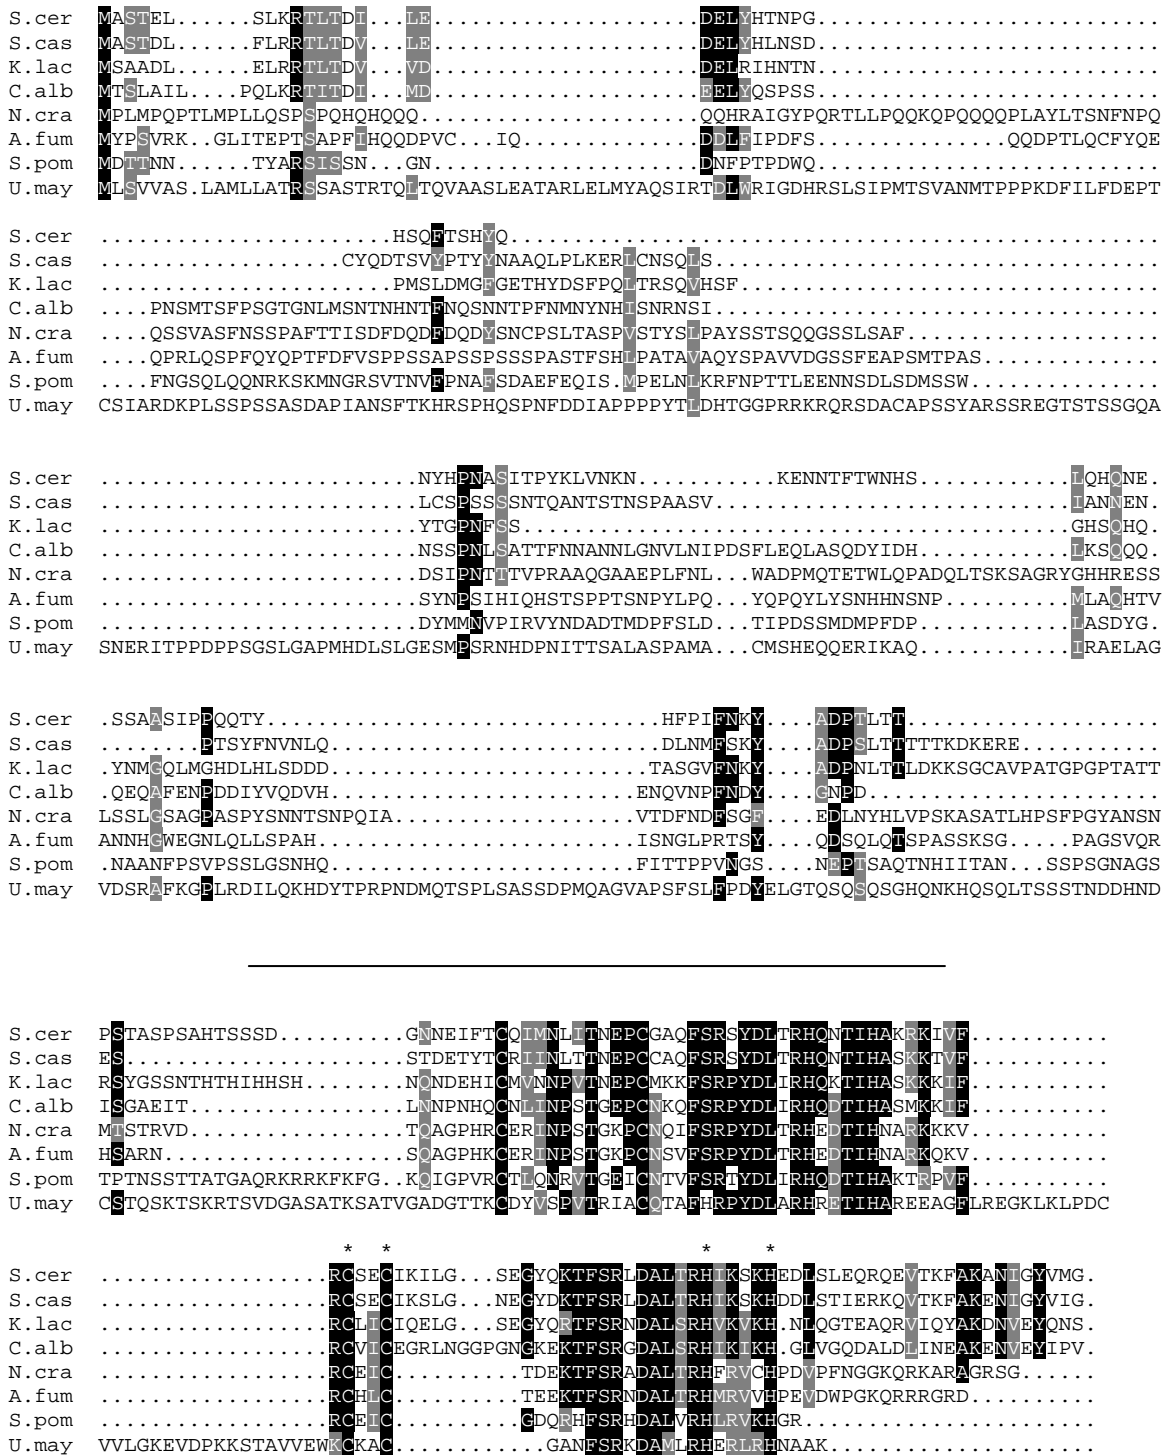 S.cer MASTEL......SLKRTLTDI...LE.....................DELYHTNPG...........................
S.cas MASTDL......FLRRTLTDV...LE.....................DELYHLNSD...........................
K.lac MSAADL......ELRRTLTDV...VD.....................DELRIHNTN...........................
C.alb MTSLAIL....PQLKRTITDI...MD.....................EELYQSPSS...........................
N.cra MPLMPQPTLMPLLQSPSPQHQHQQQ......................QQHRAIGYPQRTLLPQQKPQQQQPLAYLTSNFNPQ
A.fum MYPSVRK..GLITEPTSAPFIHQQDPVC...IQ..............DDLFIPDFS...............QQDPTLQCFYQE
S.pom MDTTNN......TYARSISSN...GN.....................DNFPTPDWQ...........................
U.may MLSVVAS.LAMLLATRSSASTRTQLTQVAASLEATARLELMYAQSIRTDLWRIGDHRSLSIPMTSVANMTPPPKDFILFDEPT
S.cer .......................HSQFTSHYQ...................................................
S.cas ...................CYQDTSVYPTYYNAAQLPLKERLCNSQLS...................................
K.lac .......................PMSLDMGFGETHYDSFPQLTRSQVHSF.................................
C.alb ....PNSMTSFPSGTGNLMSNTNHNTFNQSNNTPFNMNYNHISNRNSI...................................
N.cra ....QSSVASFNSSPAFTTISDFDQDFDQDYSNCPSLTASPVSTYSLPAYSSTSQQGSSLSAF....................
A.fum ....QPRLQSPFQYQPTFDFVSPPSSAPSSPSSSPASTFSHLPATAVAQYSPAVVDGSSFEAPSMTPAS..............
S.pom ....FNGSQLQQNRKSKMNGRSVTNVFPNAFSDAEFEQIS.MPELNLKRFNPTTLEENNSDLSDMSSW...............
U.may CSIARDKPLSSPSSASDAPIANSFTKHRSPHQSPNFDDIAPPPPYTLDHTGGPRRKRQRSDACAPSSYARSSREGTSTSSGQA
S.cer .........................NYHPNASITPYKLVNKN...........KENNTFTWNHS............LQHQNE.
S.cas .........................LCSPSSSSNTQANTSTNSPAASV............................IANNEN.
K.lac .........................YTGPNFSS...........................................GHSQHQ.
C.alb .........................NSSPNLSATTFNNANNLGNVLNIPDSFLEQLASQDYIDH............LKSQQQ.
N.cra .........................DSIPNTTTVPRAAQGAAEPLFNL...WADPMQTETWLQPADQLTSKSAGRYGHHRESS
A.fum .........................SYNPSIHIQHSTSPPTSNPYLPQ...YQPQYLYSNHHNSNP..........MLAQHTV
S.pom .........................DYMMNVPIRVYNDADTMDPFSLD...TIPDSSMDMPFDP............LASDYG.
U.may SNERITPPDPPSGSLGAPMHDLSLGESMPSRNHDPNITTSALASPAMA...CMSHEQQERIKAQ............IRAELAG
S.cer .SSAASIPPQQTY...............................HFPIFNKY....ADPTLTT....................
S.cas ........PTSYFNVNLQ..........................DLNMFSKY....ADPSLTTTTTKDKERE...........
K.lac .YNMGQLMGHDLHLSDDD.........................TASGVFNKY....ADPNLTTLDKKSGCAVPATGPGPTATT
C.alb .QEQAFENPDDIYVQDVH........................ENQVNPFNDY....GNPD.......................
N.cra LSSLGSAGPASPYSNNTSNPQIA...................VTDFNDFSGF....EDLNYHLVPSKASATLHPSFPGYANSN
A.fum ANNHGWEGNLQLLSPAH.........................ISNGLPRTSY....QDSQLQTSPASSKSG.....PAGSVQR
S.pom .NAANFPSVPSSLGSNHQ........................FITTPPVNGS....NEPTSAQTNHIITAN...SSPSGNAGS
U.may VDSRAFKGPLRDILQKHDYTPRPNDMQTSPLSASSDPMQAGVAPSFSLFPDYELGTQSQSQSGHQNKHQSQLTSSSTNDDHND
S.cer PSTASPSAHTSSSD..........GNNEIFTCQIMNLITNEPCGAQFSRSYDLTRHQNTIHAKRKIVF...........
S.cas ES......................STDETYTCRIINLTTNEPCCAQFSRSYDLTRHQNTIHASKKTVF...........
K.lac RSYGSSNTHTHIHHSH........NQNDEHICMVNNPVTNEPCMKKFSRPYDLIRHQKTIHASKKKIF...........
C.alb ISGAEIT.................LNNPNHQCNLINPSTGEPCNKQFSRPYDLIRHQDTIHASMKKIF...........
N.cra MTSTRVD.................TQAGPHRCERINPSTGKPCNQIFSRPYDLTRHEDTIHNARKKKV...........
A.fum HSARN...................SQAGPHKCERINPSTGKPCNSVFSRPYDLTRHEDTIHNARKQKV...........
S.pom TPTNSSTTATGAQRKRRKFKFG..KQIGPVRCTLQNRVTGEICNTVFSRTYDLIRHQDTIHAKTRPVF...........
U.may CSTQSKTSKRTSVDGASATKSATVGADGTTKCDYVSPVTRIACQTAFHRPYDLARHRETIHAREEAGFLREGKLKLPDC
* * * *
S.cer ..................RCSECIKILG...SEGYQKTFSRLDALTRHIKSKHEDLSLEQRQEVTKFAKANIGYVMG.
S.cas ..................RCSECIKSLG...NEGYDKTFSRLDALTRHIKSKHDDLSTIERKQVTKFAKENIGYVIG.
K.lac ..................RCLICIQELG...SEGYQRTFSRNDALSRHVKVKH.NLQGTEAQRVIQYAKDNVEYQNS.
C.alb ..................RCVICEGRLNGGPGNGKEKTFSRGDALSRHIKIKH.GLVGQDALDLINEAKENVEYIPV.
N.cra ..................RCEIC..........TDEKTFSRADALTRHFRVCHPDVPFNGGKQRKARAGRSG......
A.fum ..................RCHLC..........TEEKTFSRNDALTRHMRVVHPEVDWPGKQRRRGRD..........
S.pom ..................RCEIC..........GDQRHFSRHDALVRHLRVKHGR.......................
U.may VVLGKEVDPKKSTAVVEWKCKAC............GANFSRKDAMLRHERLRHNAAK.....................